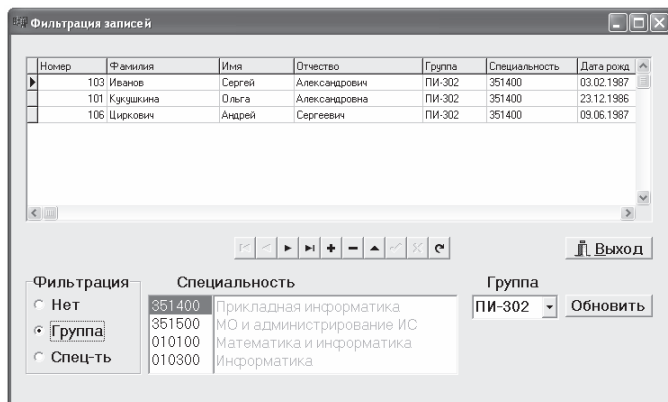 Фильтрация записей
Номер Фамилия Имя Отчество Группа Специальность Дата рожд
103 Иванов Сергей Александрович ПИ-302 351400 03.02.1987
101 Кукушкина Ольга Александровна ПИ-302 351400 23.12.1986
106 Циркович Андрей Сергеевич ПИ-302 351400 09.06.1987
Выход
Фильтрация Специальность Группа
Нет 351400 Прикладная информатика ПИ-302 Обновить
Группа 351500 МО и администрирование ИС
010100 Математика и информатика
Спец-ть 010300 Информатика